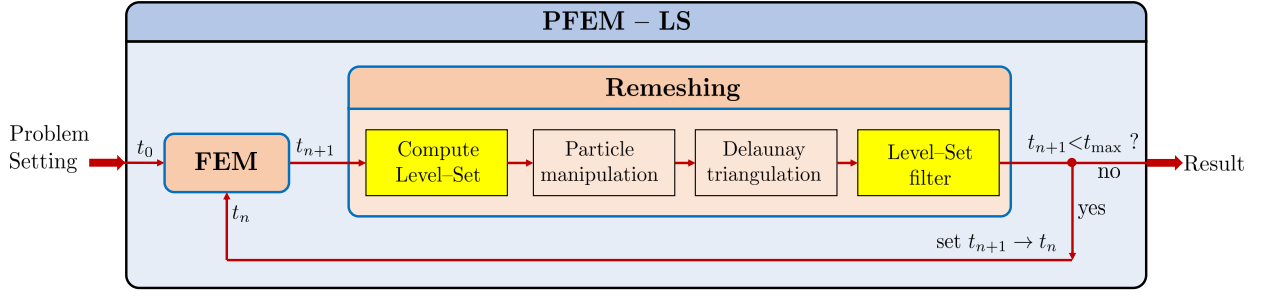 PFEM – LS
Remeshing
Problem
Setting
t₀
FEM
tₙ₊₁
Compute
Level–Set
Particle
manipulation
Delaunay
triangulation
Level–Set
filter
tₙ₊₁<t_max ?
no
Result
tₙ
yes
set tₙ₊₁ → tₙ